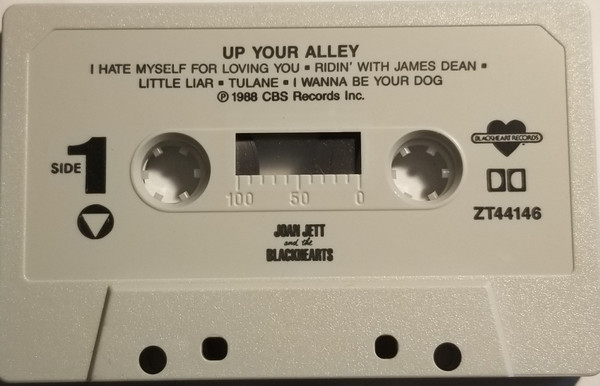 UP YOUR ALLEY
I HATE MYSELF FOR LOVING YOU ▪ RIDIN' WITH JAMES DEAN ▪
LITTLE LIAR ▪ TULANE ▪ I WANNA BE YOUR DOG
℗ 1988 CBS Records Inc.
SIDE 1
BLACKHEART RECORDS
100 50 0
ZT44146
JOAN JETT
and the
BLACKHEARTS